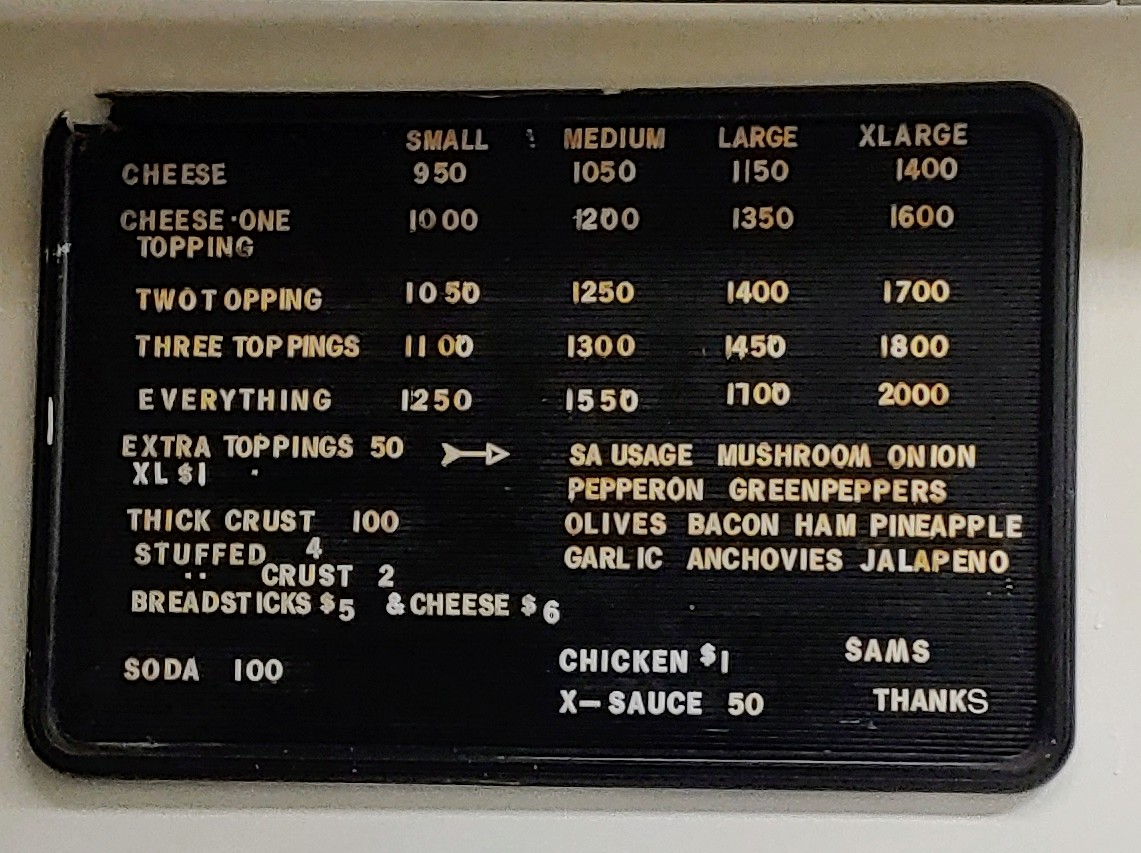 SMALL MEDIUM LARGE XLARGE
CHEESE 950 1050 1150 1400
CHEESE·ONE 1000 1200 1350 1600
TOPPING
TWOTOPPING 1050 1250 1400 1700
THREE TOPPINGS 1100 1300 1450 1800
EVERYTHING 1250 1550 1700 2000
EXTRA TOPPINGS 50
XL $1
SAUSAGE MUSHROOM ONION
PEPPERON GREENPEPPERS
OLIVES BACON HAM PINEAPPLE
GARLIC ANCHOVIES JALAPENO
THICK CRUST 100
STUFFED 4
CRUST 2
BREADSTICKS $5 & CHEESE $6
SODA 100
CHICKEN $1
X-SAUCE 50
SAMS
THANKS